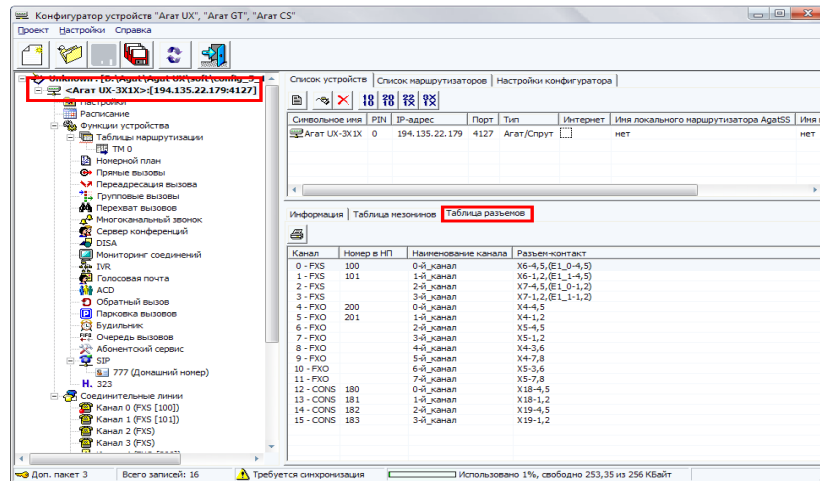 Конфигуратор устройств "Агат UX", "Агат GT", "Агат CS"
Проект Настройки Справка
Unknown : [D:\Agat\Agat UX\soft\config_3_1
<Агат UX-3X1X>:[194.135.22.179:4127]
Настройки
Расписание
Функции устройства
Таблицы маршрутизации
ТМ 0
Номерной план
Прямые вызовы
Переадресация вызова
Групповые вызовы
Перехват вызовов
Многоканальный звонок
Сервер конференций
DISA
Мониторинг соединений
IVR
Голосовая почта
ACD
Обратный вызов
Парковка вызовов
Будильник
Очередь вызовов
Абонентский сервис
SIP
777 (Домашний номер)
H. 323
Соединительные линии
Канал 0 (FXS [100])
Канал 1 (FXS [101])
Канал 2 (FXS)
Канал 3 (FXS)
Список устройств Список маршрутизаторов Настройки конфигуратора
Символьное имя PIN IP-адрес Порт Тип Интернет Имя локального маршрутизатора AgatSS Имя
Агат UX-3X1X 0 194.135.22.179 4127 Агат/Спрут нет нет
Информация Таблица мезонинов Таблица разъемов
Канал Номер в НП Наименование канала Разъем-контакт
0 - FXS 100 0-й_канал X6-4,5,(E1_0-4,5)
1 - FXS 101 1-й_канал X6-1,2,(E1_1-4,5)
2 - FXS 2-й_канал X7-4,5,(E1_0-1,2)
3 - FXS 3-й_канал X7-1,2,(E1_1-1,2)
4 - FXO 200 0-й_канал X4-4,5
5 - FXO 201 1-й_канал X4-1,2
6 - FXO 2-й_канал X5-4,5
7 - FXO 3-й_канал X5-1,2
8 - FXO 4-й_канал X4-3,6
9 - FXO 5-й_канал X4-7,8
10 - FXO 6-й_канал X5-3,6
11 - FXO 7-й_канал X5-7,8
12 - CONS 180 0-й_канал X18-4,5
13 - CONS 181 1-й_канал X18-1,2
14 - CONS 182 2-й_канал X19-4,5
15 - CONS 183 3-й_канал X19-1,2
Доп. пакет 3 Всего записей: 16 Требуется синхронизация Использовано 1%, свободно 253,35 из 256 КБайт